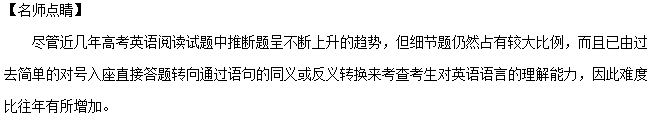 【名师点睛】
尽管近几年高考英语阅读试题中推断题呈不断上升的趋势，但细节题仍然占有较大比例，而且已由过
去简单的对号入座直接答题转向通过语句的同义或反义转换来考查考生对英语语言的理解能力，因此难度
比往年有所增加。